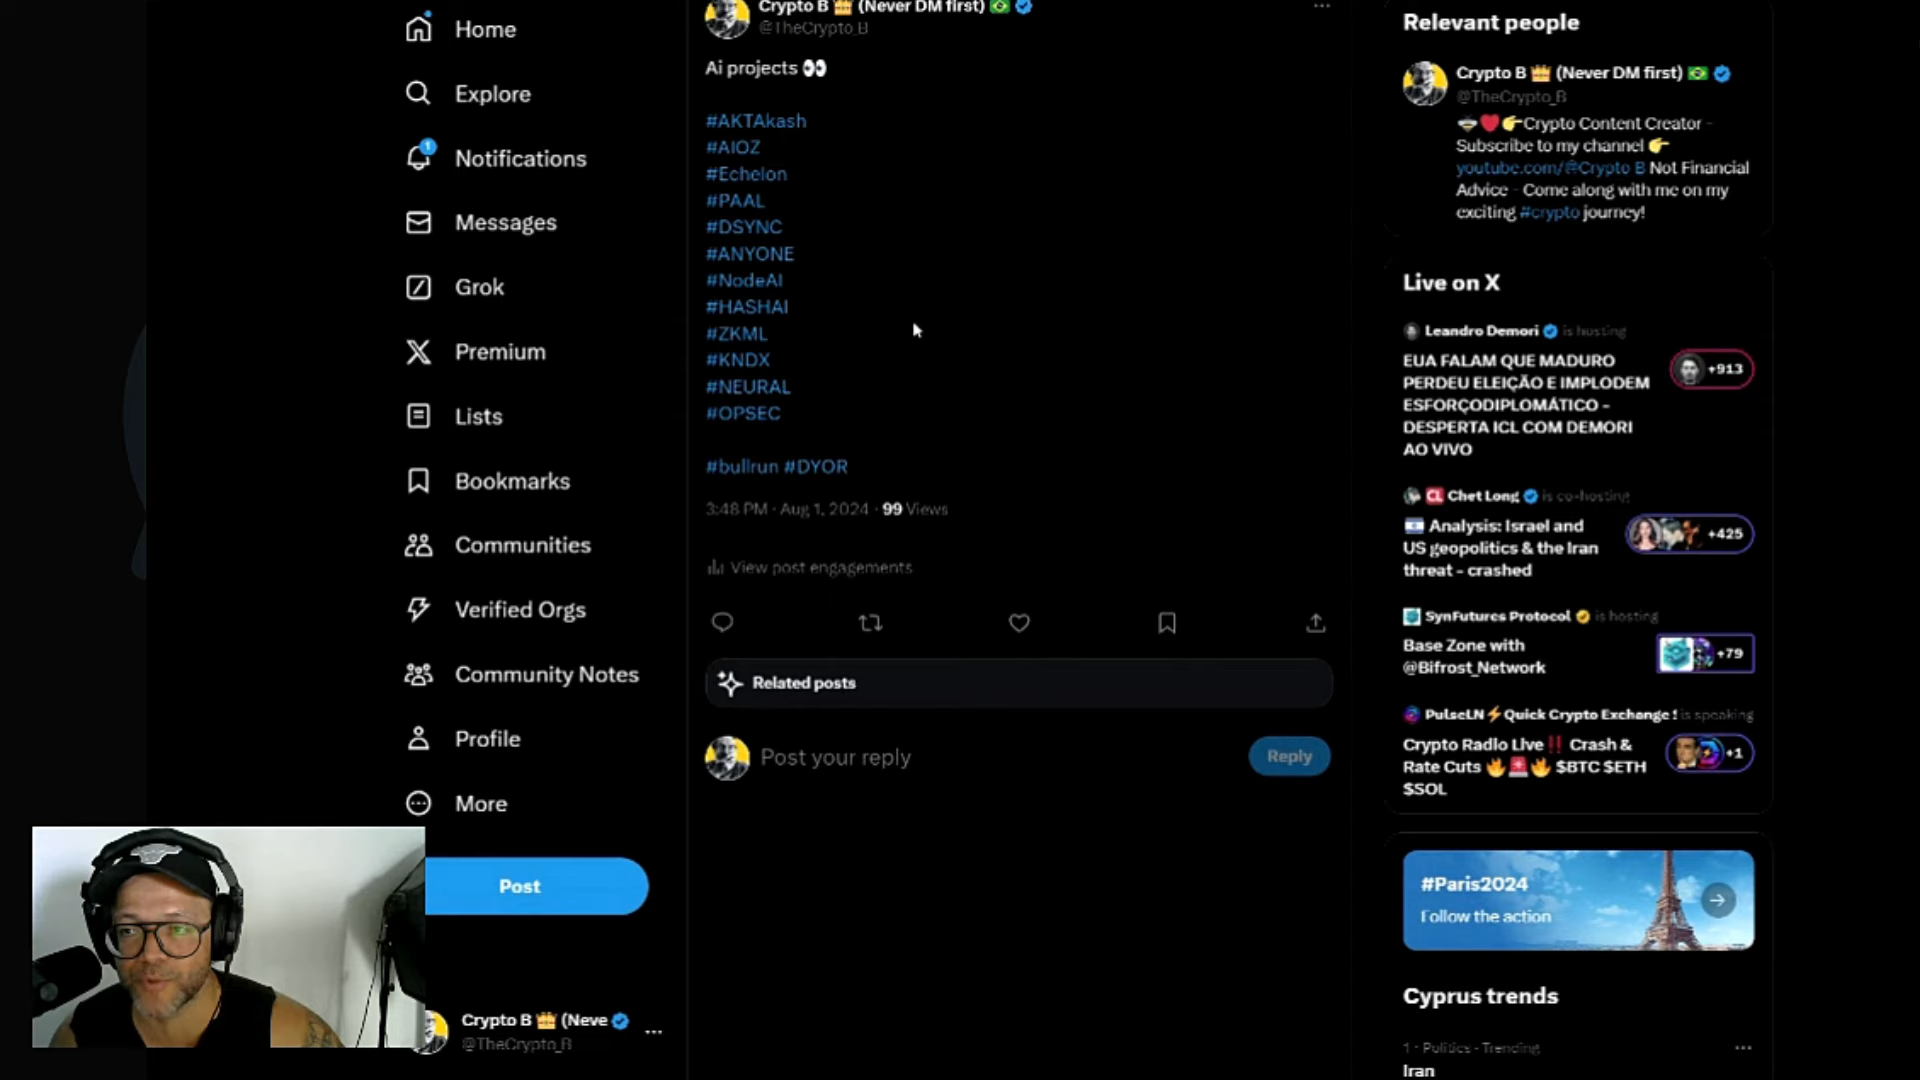 Home
Explore
1
Notifications
Messages
Grok
Premium
Lists
Bookmarks
Communities
Verified Orgs
Community Notes
Profile
More
Post
Crypto B 👑 (Neve
@TheCrypto_B
Crypto B 👑 (Never DM first) 🇧🇷
@TheCrypto_B
Ai projects 👀
#AKTAkash
#AIOZ
#Echelon
#PAAL
#DSYNC
#ANYONE
#NodeAI
#HASHAI
#ZKML
#KNDX
#NEURAL
#OPSEC
#bullrun #DYOR
3:48 PM · Aug 1, 2024 · 99 Views
View post engagements
Related posts
Post your reply
Reply
Relevant people
Crypto B 👑 (Never DM first) 🇧🇷
@TheCrypto_B
❤️👉Crypto Content Creator -
Subscribe to my channel 👉
youtube.com/@Crypto B Not Financial
Advice - Come along with me on my
exciting #crypto journey!
Live on X
Leandro Demori is hosting
EUA FALAM QUE MADURO
PERDEU ELEIÇÃO E IMPLODEM
ESFORÇODIPLOMÁTICO -
DESPERTA ICL COM DEMORI
AO VIVO
+913
CL Chet Long is co-hosting
🇮🇱 Analysis: Israel and
US geopolitics & the Iran
threat - crashed
+425
SynFutures Protocol is hosting
Base Zone with
@Bifrost_Network
+79
PulseLN⚡Quick Crypto Exchange ! is speaking
Crypto Radio Live ‼️ Crash &
Rate Cuts 🔥🚨🔥 $BTC $ETH
$SOL
+1
#Paris2024
Follow the action
Cyprus trends
1 · Politics · Trending
Iran